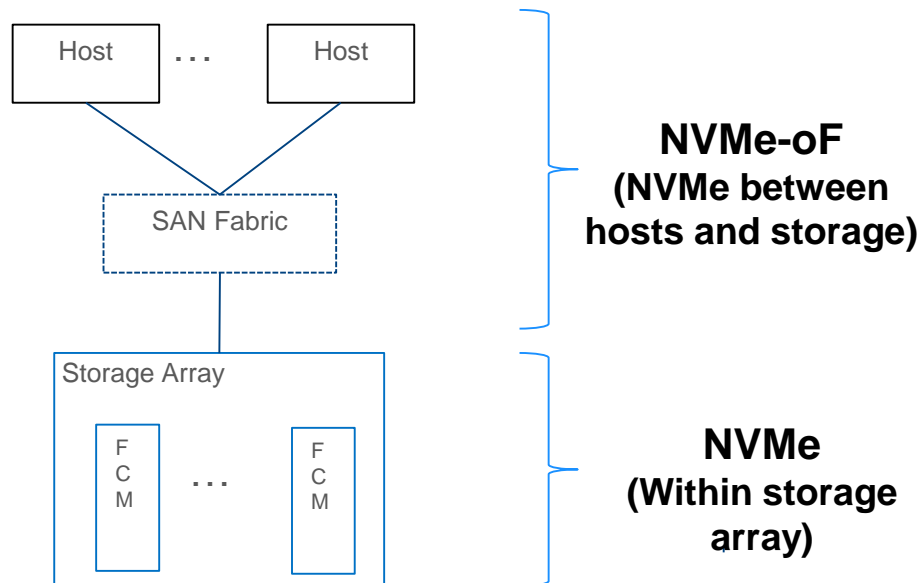 Host ... Host
SAN Fabric
NVMe-oF
(NVMe between
hosts and storage)
Storage Array
F
C
M
...
F
C
M
NVMe
(Within storage
array)